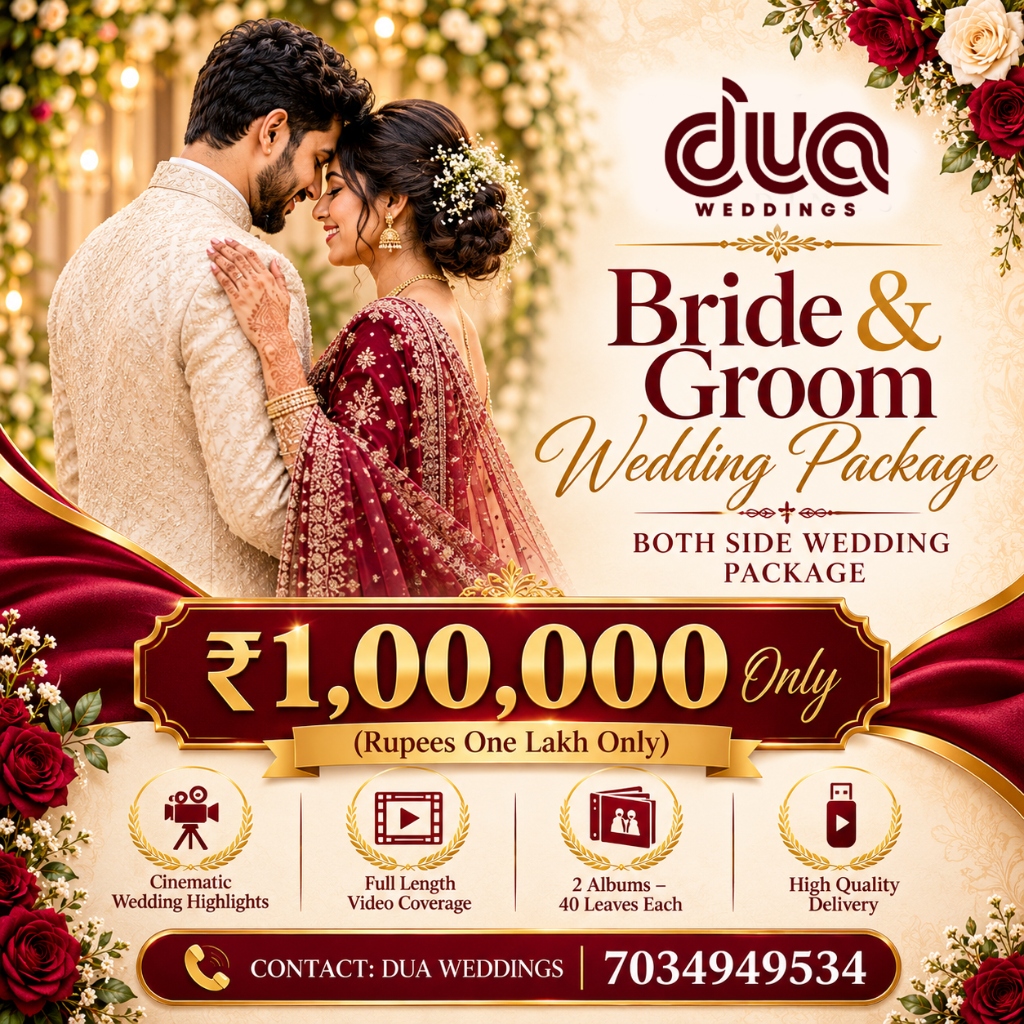 dua
WEDDINGS
Bride &
Groom
Wedding Package
BOTH SIDE WEDDING
PACKAGE
₹1,00,000 Only
(Rupees One Lakh Only)
Cinematic
Wedding Highlights
Full Length
Video Coverage
2 Albums –
40 Leaves Each
High Quality
Delivery
CONTACT: DUA WEDDINGS | 7034949534